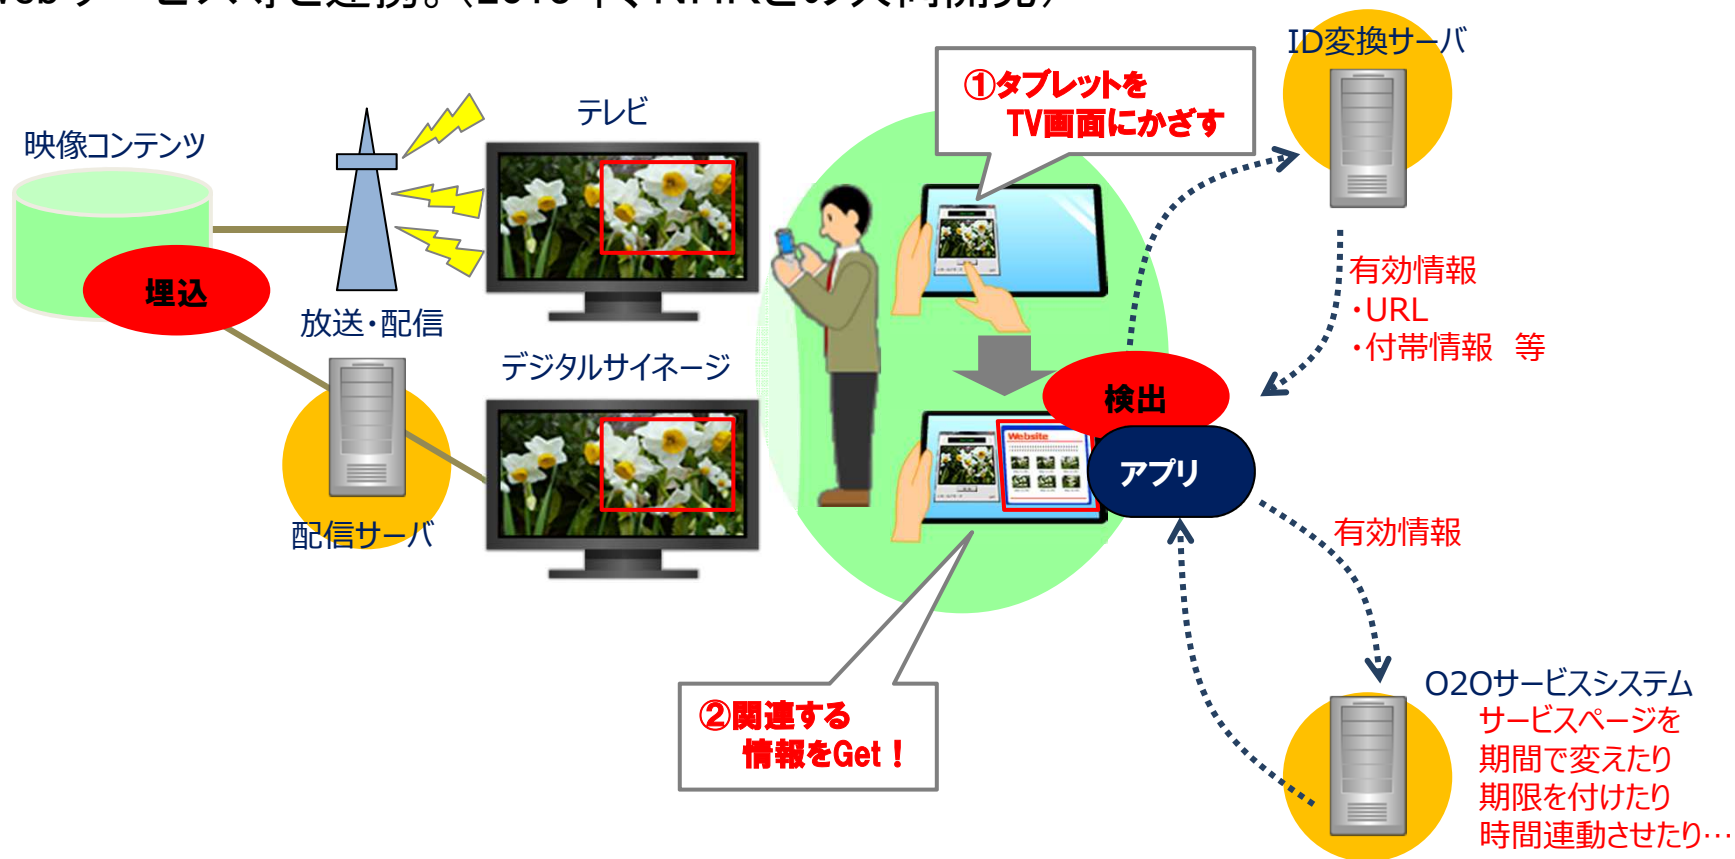 ID変換サーバ
①タブレットを
TV画面にかざす
テレビ
映像コンテンツ
埋込
放送・配信
有効情報
・URL
・付帯情報 等
デジタルサイネージ
検出
Website
アプリ
配信サーバ
有効情報
O2Oサービスシステム
②関連する
情報をGet！
サービスページを
期間で変えたり
期限を付けたり
時間連動させたり…